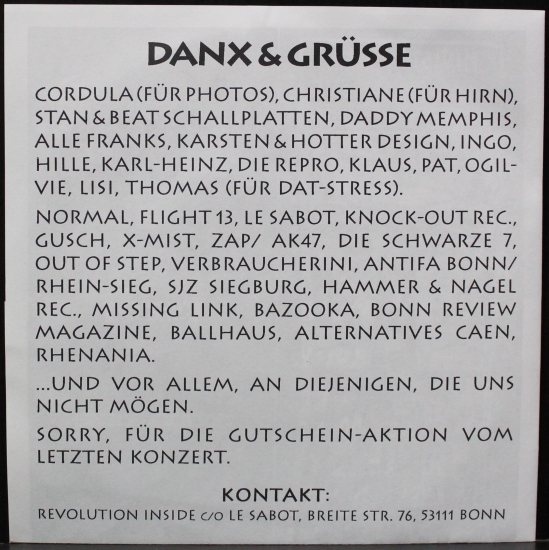 DANX & GRÜSSE
CORDULA (FÜR PHOTOS), CHRISTIANE (FÜR HIRN),
STAN & BEAT SCHALLPLATTEN, DADDY MEMPHIS,
ALLE FRANKS, KARSTEN & HOTTER DESIGN, INGO,
HILLE, KARL-HEINZ, DIE REPRO, KLAUS, PAT, OGIL-
VIE, LISI, THOMAS (FÜR DAT-STRESS).
NORMAL, FLIGHT 13, LE SABOT, KNOCK-OUT REC.,
GUSCH, X-MIST, ZAP/ AK47, DIE SCHWARZE 7,
OUT OF STEP, VERBRAUCHERINI, ANTIFA BONN/
RHEIN-SIEG, SJZ SIEGBURG, HAMMER & NAGEL
REC., MISSING LINK, BAZOOKA, BONN REVIEW
MAGAZINE, BALLHAUS, ALTERNATIVES CAEN,
RHENANIA.
...UND VOR ALLEM, AN DIEJENIGEN, DIE UNS
NICHT MÖGEN.
SORRY, FÜR DIE GUTSCHEIN-AKTION VOM
LETZTEN KONZERT.
KONTAKT:
REVOLUTION INSIDE C/O LE SABOT, BREITE STR. 76, 53111 BONN